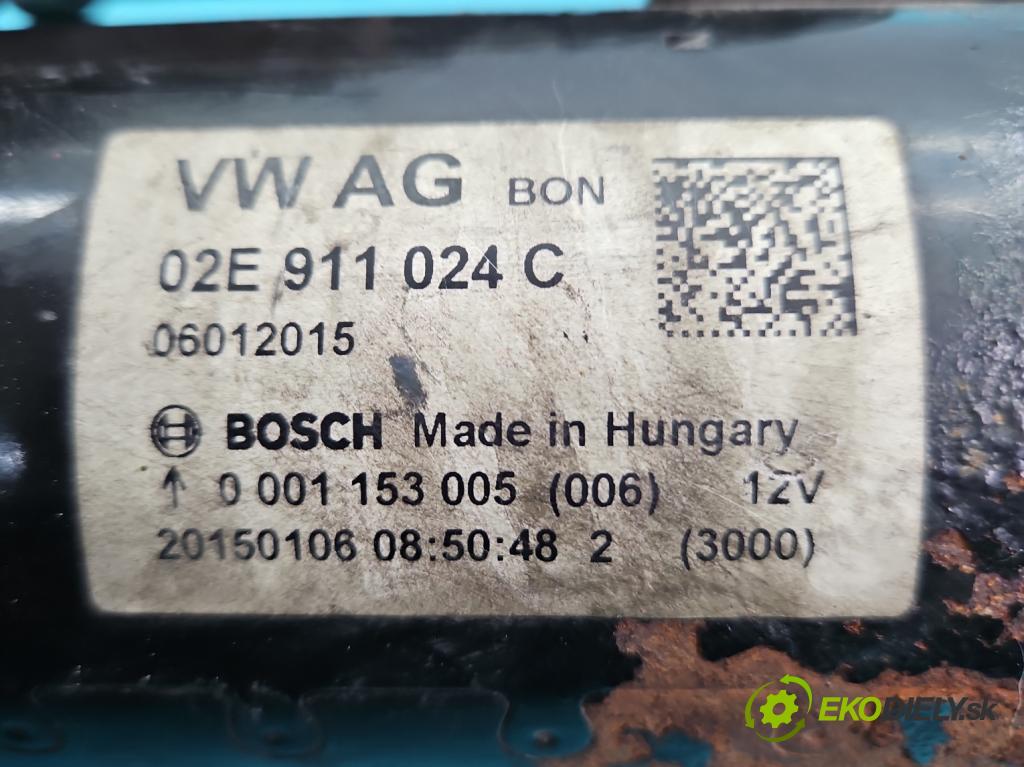 VW AG BON
02E 911 024 C
06012015
BOSCH Made in Hungary
↑ 0 001 153 005 (006) 12V
20150106 08:50:48 2 (3000)
EKODIELY.sk